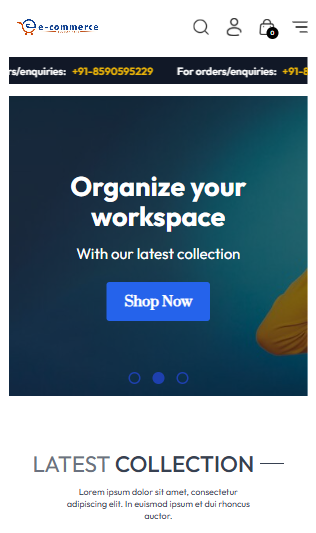 e-commerce
0
rs/enquiries: +91-8590595229 For orders/enquiries: +91-8
Organize your
workspace
With our latest collection
Shop Now
LATEST COLLECTION
Lorem ipsum dolor sit amet, consectetur
adipiscing elit. In euismod ipsum et dui rhoncus
auctor.